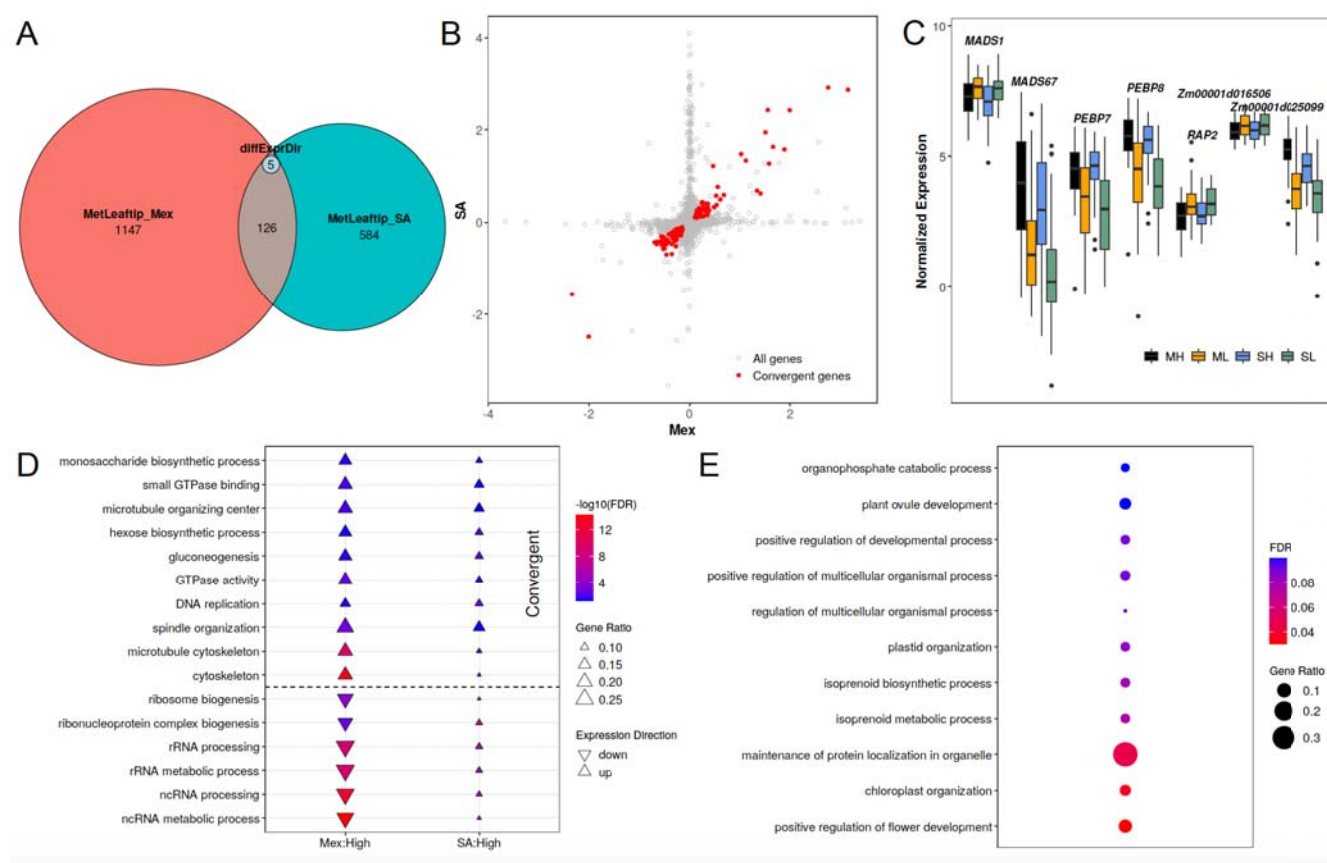 A
diffExprDir
5
MetLeaftip_Mex
1147
126
MetLeaftip_SA
584
B
SA
4
2
0
-2
-4
-2
0
2
Mex
All genes
Convergent genes
C
Normalized Expression
10
5
0
MADS1
MADS67
PEBP7
PEBP8
Zm00001d016506
RAP2
Zm00001d025099
MH ML SH SL
D
monosaccharide biosynthetic process
small GTPase binding
microtubule organizing center
hexose biosynthetic process
gluconeogenesis
GTPase activity
DNA replication
spindle organization
microtubule cytoskeleton
cytoskeleton
ribosome biogenesis
ribonucleoprotein complex biogenesis
rRNA processing
rRNA metabolic process
ncRNA processing
ncRNA metabolic process
Mex:High
SA:High
Convergent
-log10(FDR)
12
8
4
Gene Ratio
0.10
0.15
0.20
0.25
Expression Direction
down
up
E
organophosphate catabolic process
plant ovule development
positive regulation of developmental process
positive regulation of multicellular organismal process
regulation of multicellular organismal process
plastid organization
isoprenoid biosynthetic process
isoprenoid metabolic process
maintenance of protein localization in organelle
chloroplast organization
positive regulation of flower development
FDR
0.08
0.06
0.04
Gene Ratio
0.1
0.2
0.3